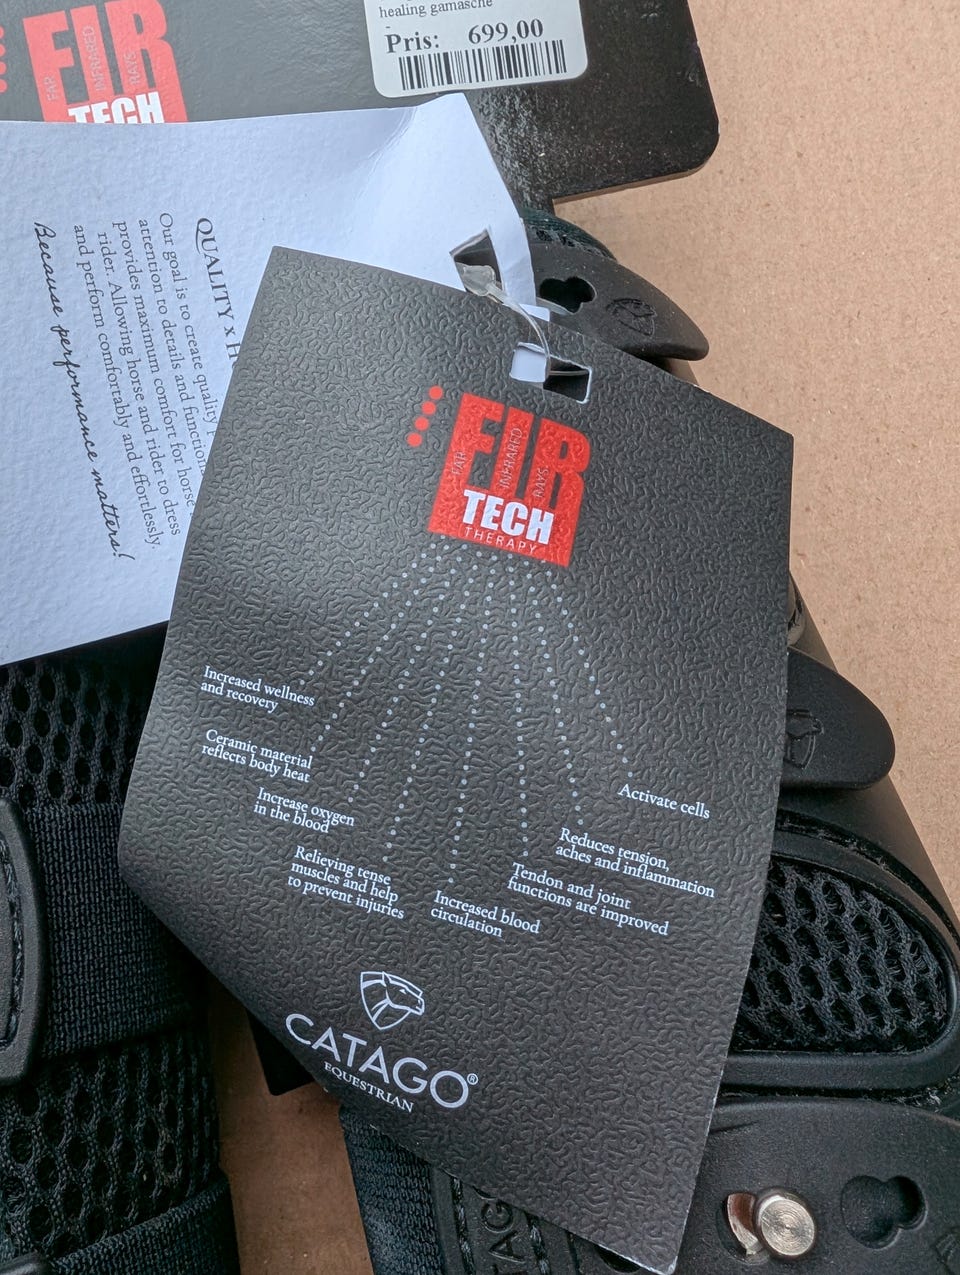 healing gamasche
-
Pris: 699,00
FIR
FAR INFRARED RAYS
TECH
QUALITY x H
Our goal is to create quality
attention to details and function
provides maximum comfort for horse
rider. Allowing horse and rider to dress
and perform comfortably and effortlessly.
Because performance matters!
FIR
FAR INFRARED RAYS
TECH
THERAPY
Increased wellness
and recovery
Ceramic material
reflects body heat
Increase oxygen
in the blood
Relieving tense
muscles and help
to prevent injuries
Increased blood
circulation
Tendon and joint
functions are improved
Reduces tension,
aches and inflammation
Activate cells
CATAGO®
EQUESTRIAN
TAGO